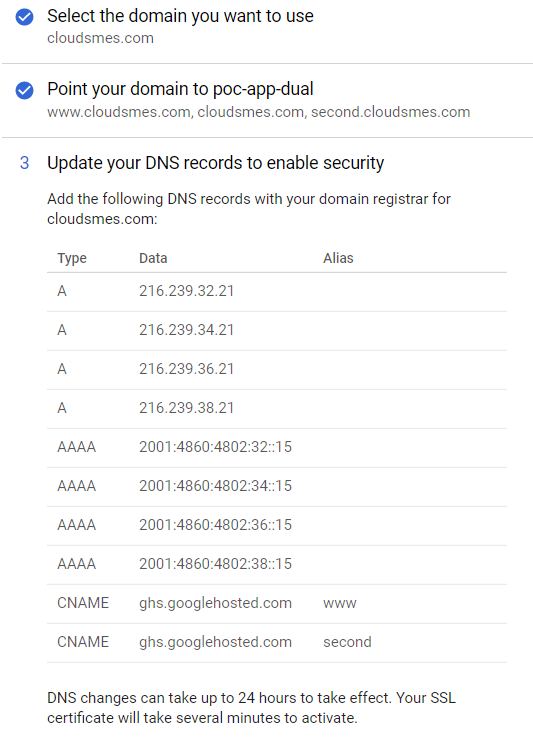 Select the domain you want to use
cloudsmes.com
Point your domain to poc-app-dual
www.cloudsmes.com, cloudsmes.com, second.cloudsmes.com
3 Update your DNS records to enable security
Add the following DNS records with your domain registrar for
cloudsmes.com:
Type Data Alias
A 216.239.32.21
A 216.239.34.21
A 216.239.36.21
A 216.239.38.21
AAAA 2001:4860:4802:32::15
AAAA 2001:4860:4802:34::15
AAAA 2001:4860:4802:36::15
AAAA 2001:4860:4802:38::15
CNAME ghs.googlehosted.com www
CNAME ghs.googlehosted.com second
DNS changes can take up to 24 hours to take effect. Your SSL
certificate will take several minutes to activate.